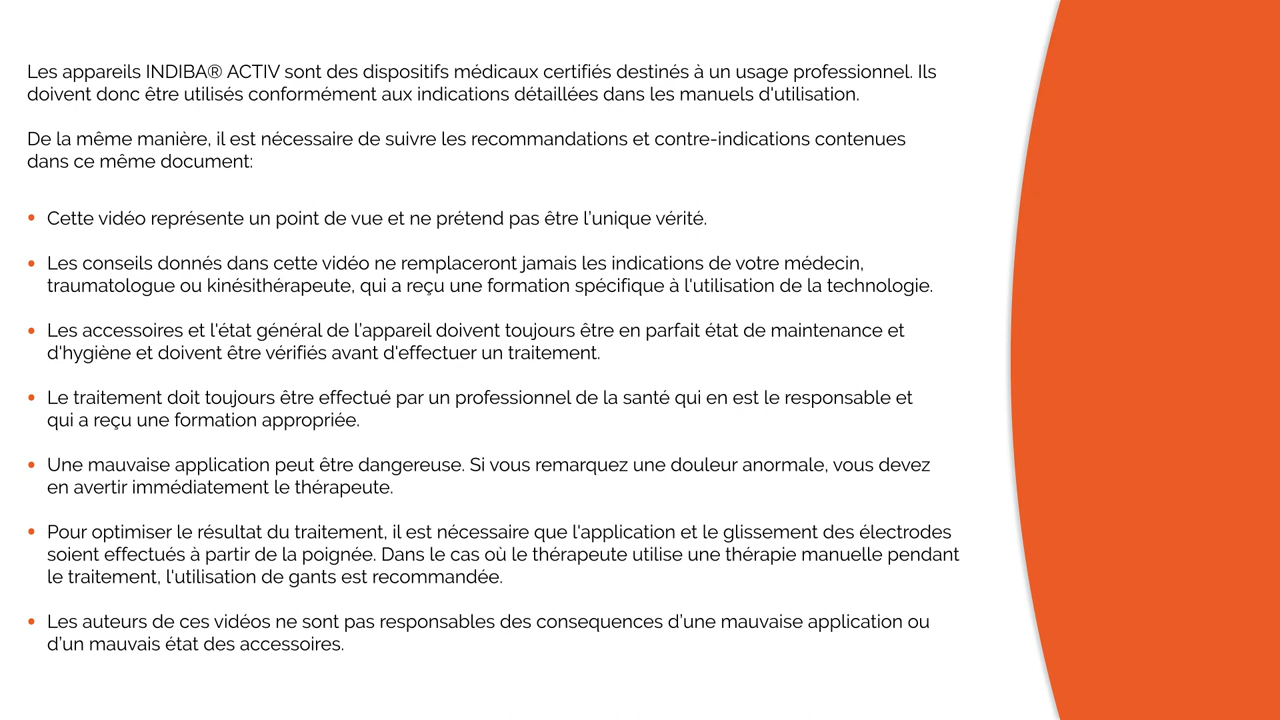 Les appareils INDIBA® ACTIV sont des dispositifs médicaux certifiés destinés à un usage professionnel. Ils
doivent donc être utilisés conformément aux indications détaillées dans les manuels d'utilisation.
De la même manière, il est nécessaire de suivre les recommandations et contre-indications contenues
dans ce même document:
• Cette vidéo représente un point de vue et ne prétend pas être l'unique vérité.
• Les conseils donnés dans cette vidéo ne remplaceront jamais les indications de votre médecin,
traumatologue ou kinésithérapeute, qui a reçu une formation spécifique à l'utilisation de la technologie.
• Les accessoires et l'état général de l'appareil doivent toujours être en parfait état de maintenance et
d'hygiène et doivent être vérifiés avant d'effectuer un traitement.
• Le traitement doit toujours être effectué par un professionnel de la santé qui en est le responsable et
qui a reçu une formation appropriée.
• Une mauvaise application peut être dangereuse. Si vous remarquez une douleur anormale, vous devez
en avertir immédiatement le thérapeute.
• Pour optimiser le résultat du traitement, il est nécessaire que l'application et le glissement des électrodes
soient effectués à partir de la poignée. Dans le cas où le thérapeute utilise une thérapie manuelle pendant
le traitement, l'utilisation de gants est recommandée.
• Les auteurs de ces vidéos ne sont pas responsables des consequences d’une mauvaise application ou
d’un mauvais état des accessoires.